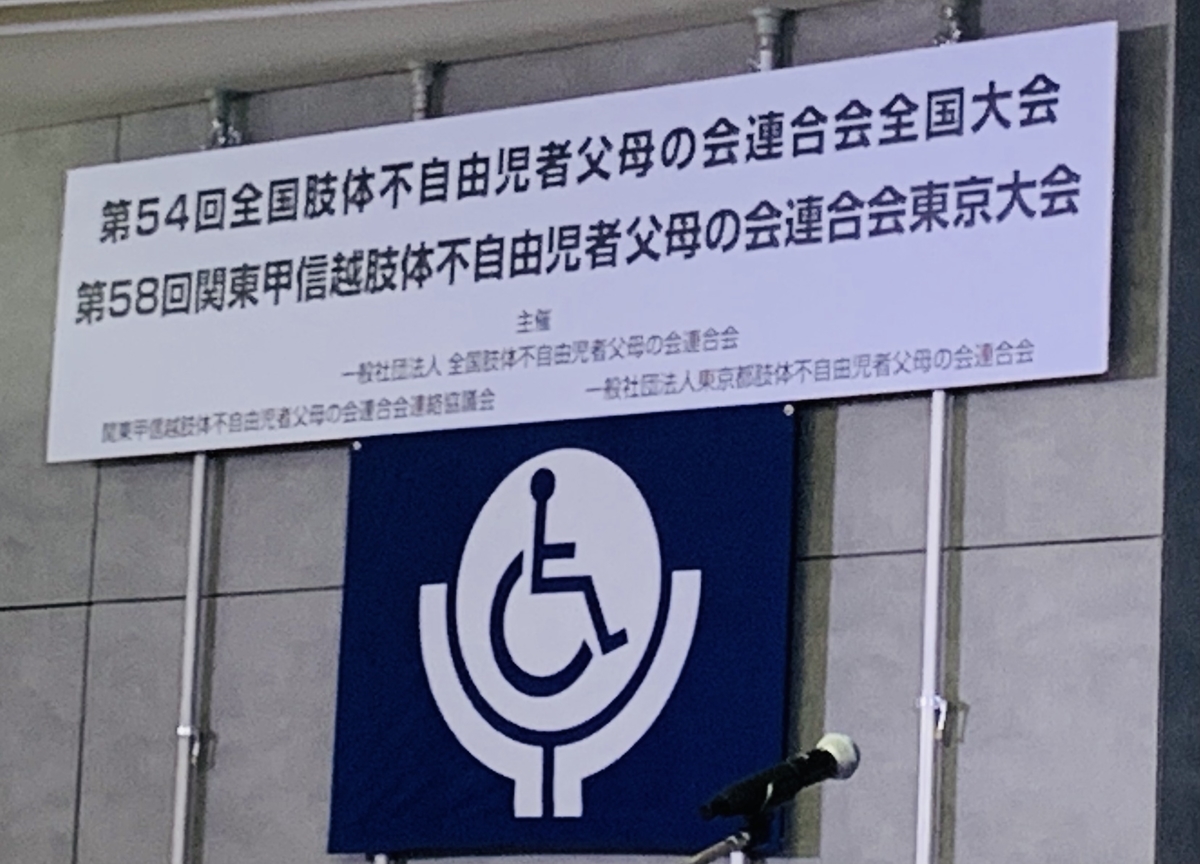 第54回全国肢体不自由児者父母の会連合会全国大会
第58回関東甲信越肢体不自由児者父母の会連合会東京大会
主催
一般社団法人 全国肢体不自由児者父母の会連合会
関東甲信越肢体不自由児者父母の会連合会連絡協議会
一般社団法人東京都肢体不自由児者父母の会連合会